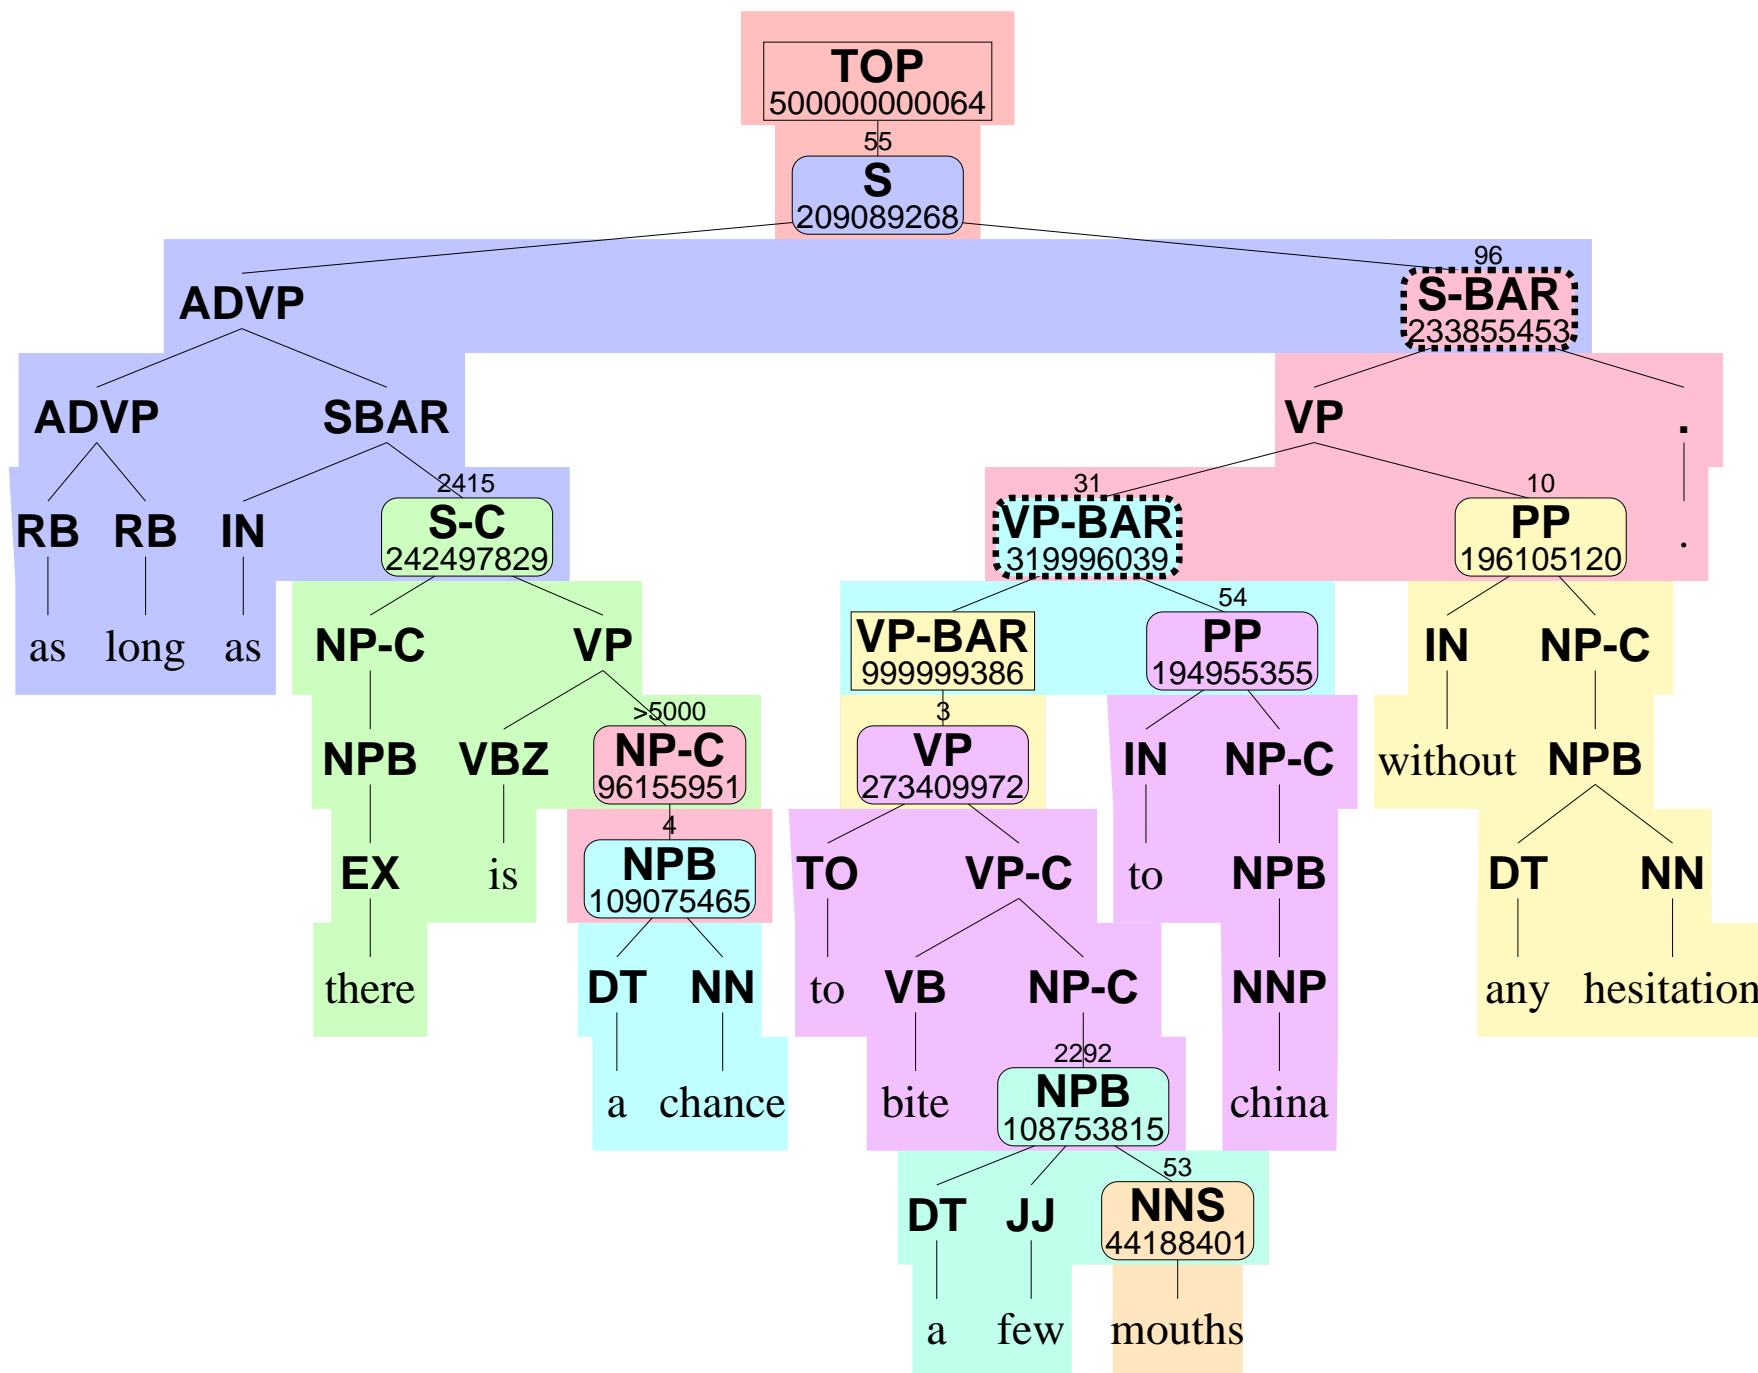 TOP
500000000064
55
S
209089268
96
ADVP S-BAR
233855453
ADVP SBAR VP .
2415 31 10
RB RB IN S-C VP-BAR PP .
242497829 319996039 196105120
54
as long as NP-C VP VP-BAR PP IN NP-C
999999386 194955355
>5000 3
NPB VBZ NP-C VP IN NP-C without NPB
96155951 273409972
4
EX is NPB TO VP-C to NPB DT NN
109075465
there DT NN to VB NP-C NNP any hesitation
2292
a chance bite NPB china
108753815
53
DT JJ NNS
44188401
a few mouths